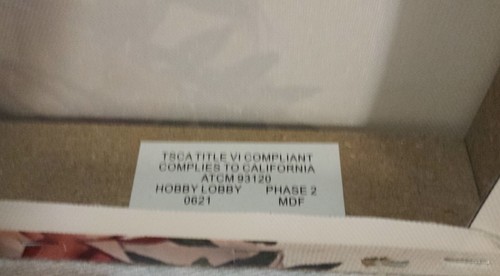 TSCA TITLE VI COMPLIANT
COMPLIES TO CALIFORNIA
ATCM 93120
HOBBY LOBBY PHASE 2
0621 MDF